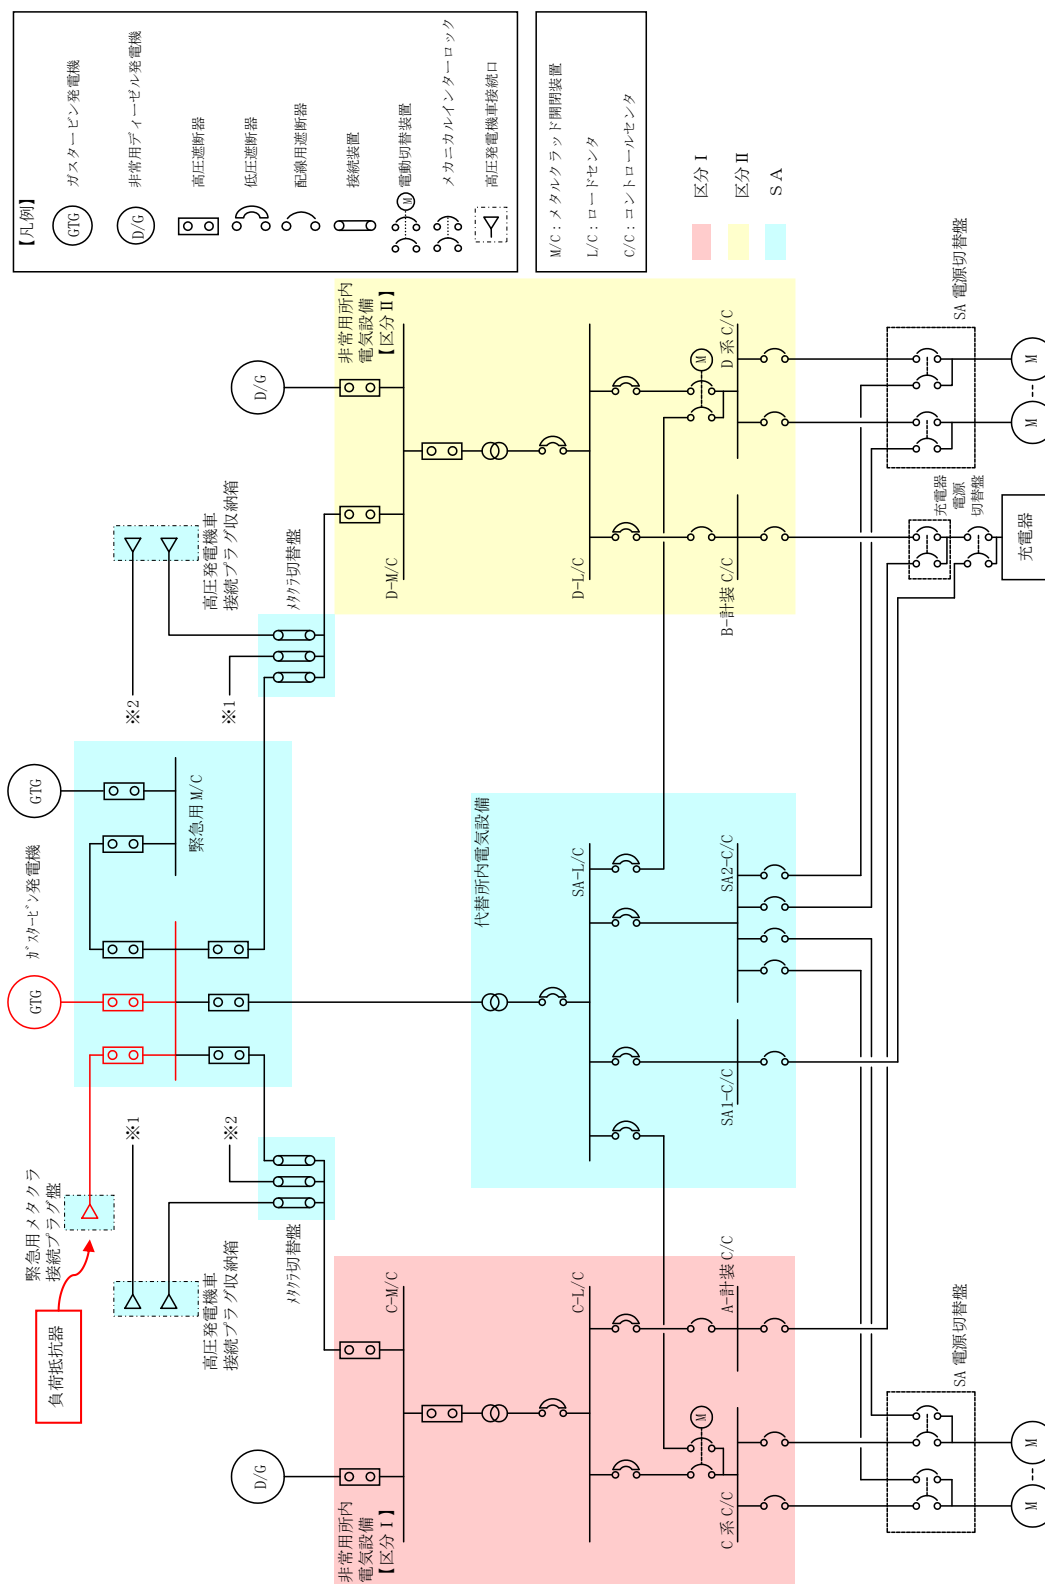 【凡例】
GTG
ガスタービン発電機
D/G
非常用ディーゼル発電機
高圧遮断器
低圧遮断器
配線用遮断器
接続装置
M
電動切替装置
メカニカルインターロック
高圧発電機車接続口
M/C：メタルクラッド開閉装置
L/C：ロードセンタ
C/C：コントロールセンタ
区分Ⅰ
区分Ⅱ
SA
負荷抵抗器
緊急用メタクラ
接続プラグ盤
GTG
ｶﾞｽﾀｰﾋﾞﾝ発電機
GTG
緊急用M/C
高圧発電機車
接続プラグ収納箱
※1
※2
ﾒﾀｸﾗ切替盤
※2
※1
高圧発電機車
接続プラグ収納箱
ﾒﾀｸﾗ切替盤
D/G
D/G
非常用所内
電気設備
【区分Ⅰ】
C-M/C
C-L/C
M
C系C/C
A-計装C/C
代替所内電気設備
SA-L/C
SA1-C/C
SA2-C/C
非常用所内
電気設備
【区分Ⅱ】
D-M/C
D-L/C
M
B-計装C/C
D系C/C
SA電源切替盤
M
M
充電器
電源
切替盤
充電器
SA電源切替盤
M
M